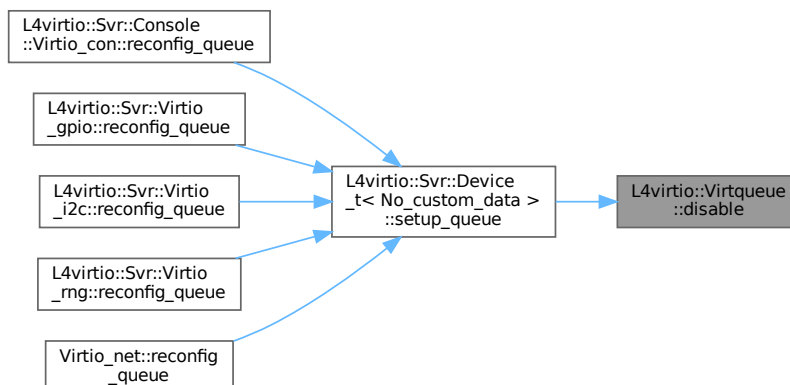 L4virtio::Svr::Console
::Virtio_con::reconfig_queue
L4virtio::Svr::Virtio
_gpio::reconfig_queue
L4virtio::Svr::Virtio
_i2c::reconfig_queue
L4virtio::Svr::Virtio
_rng::reconfig_queue
Virtio_net::reconfig
_queue
L4virtio::Svr::Device
_t< No_custom_data >
::setup_queue
L4virtio::Virtqueue
::disable